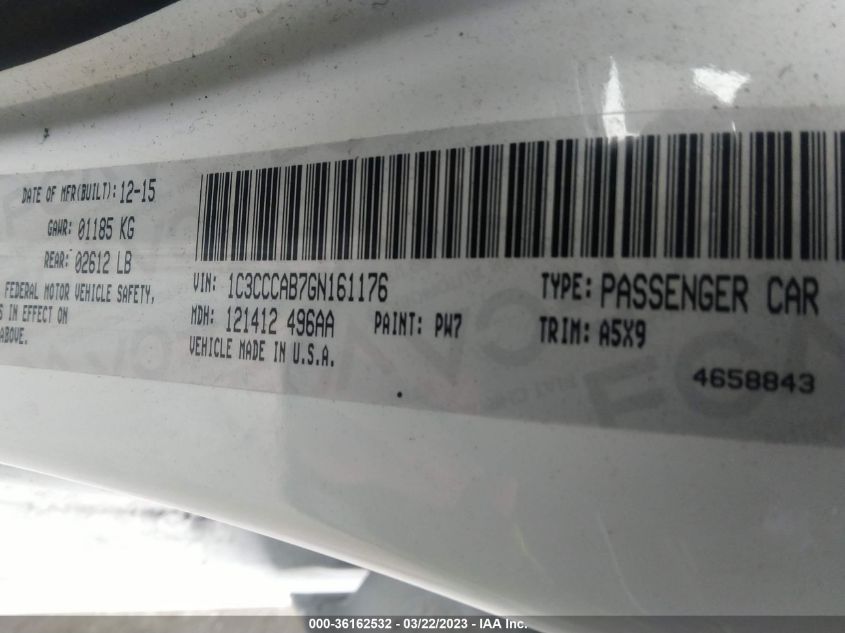 DATE OF MFR(BUILT): 12-15
GAWR: 01185 KG
REAR: 02612 LB
FEDERAL MOTOR VEHICLE SAFETY,
S IN EFFECT ON
ABOVE.
VIN: 1C3CCCAB7GN161176
TYPE: PASSENGER CAR
MDH: 121412 496AA
PAINT: PW7
TRIM: A5X9
VEHICLE MADE IN U.S.A.
4658843
000-36162532 - 03/22/2023 - IAA Inc.